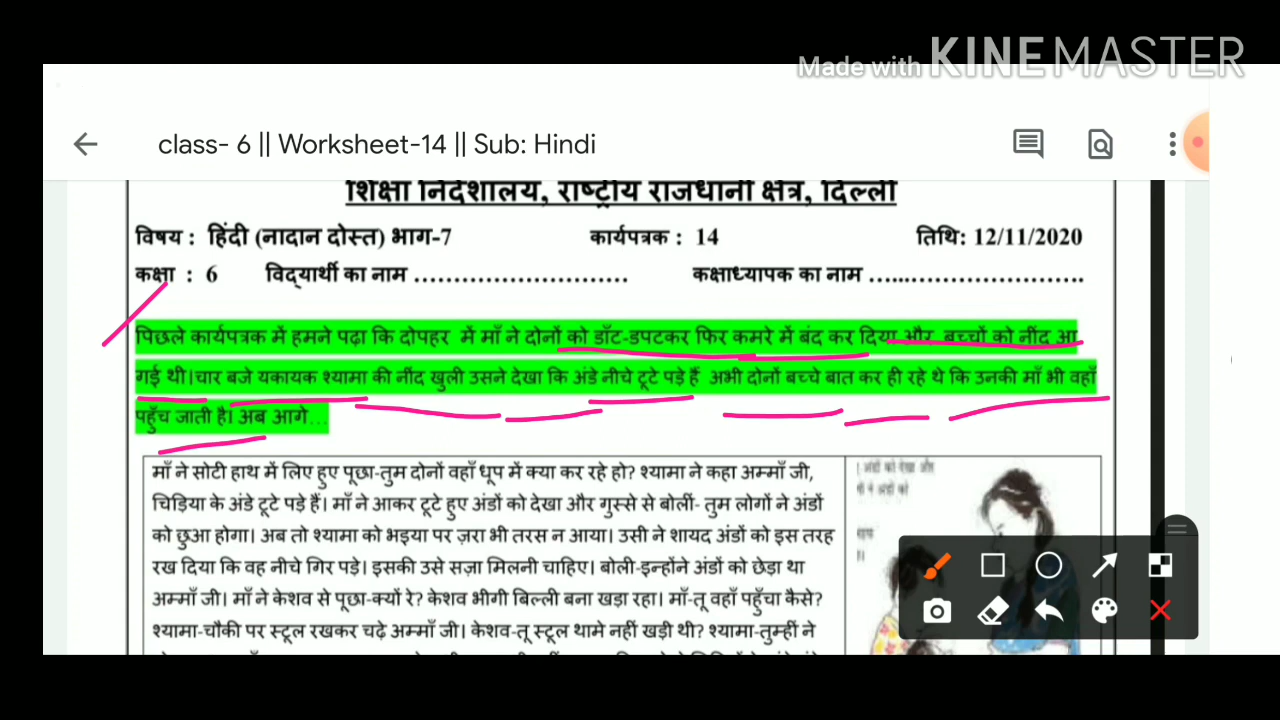 Made with KINEMASTER
class- 6 || Worksheet-14 || Sub: Hindi
शिक्षा निदेशालय, राष्ट्रीय राजधानी क्षेत्र, दिल्ली
विषय : हिंदी (नादान दोस्त) भाग-7 कार्यपत्रक : 14 तिथि: 12/11/2020
कक्षा : 6 विद्यार्थी का नाम ............................ कक्षाध्यापक का नाम ............................
पिछले कार्यपत्रक में हमने पढ़ा कि दोपहर में माँ ने दोनों को डाँट-डपटकर फिर कमरे में बंद कर दिया और बच्चों को नींद आ
गई थी।चार बजे यकायक श्यामा की नींद खुली उसने देखा कि अंडे नीचे टूटे पड़े हैं अभी दोनों बच्चे बात कर ही रहे थे कि उनकी माँ भी वहाँ
पहुँच जाती है। अब आगे...
माँ ने सोटी हाथ में लिए हुए पूछा-तुम दोनों वहाँ धूप में क्या कर रहे हो? श्यामा ने कहा अम्माँ जी,
चिड़िया के अंडे टूटे पड़े हैं। माँ ने आकर टूटे हुए अंडों को देखा और गुस्से से बोलीं- तुम लोगों ने अंडों
को छुआ होगा। अब तो श्यामा को भइया पर ज़रा भी तरस न आया। उसी ने शायद अंडों को इस तरह
रख दिया कि वह नीचे गिर पड़े। इसकी उसे सज़ा मिलनी चाहिए। बोली-इन्होंने अंडों को छेड़ा था
अम्माँ जी। माँ ने केशव से पूछा-क्यों रे? केशव भीगी बिल्ली बना खड़ा रहा। माँ-तू वहाँ पहुँचा कैसे?
श्यामा-चौकी पर स्टूल रखकर चढ़े अम्माँ जी। केशव-तू स्टूल थामे नहीं खड़ी थी? श्यामा-तुम्हीं ने